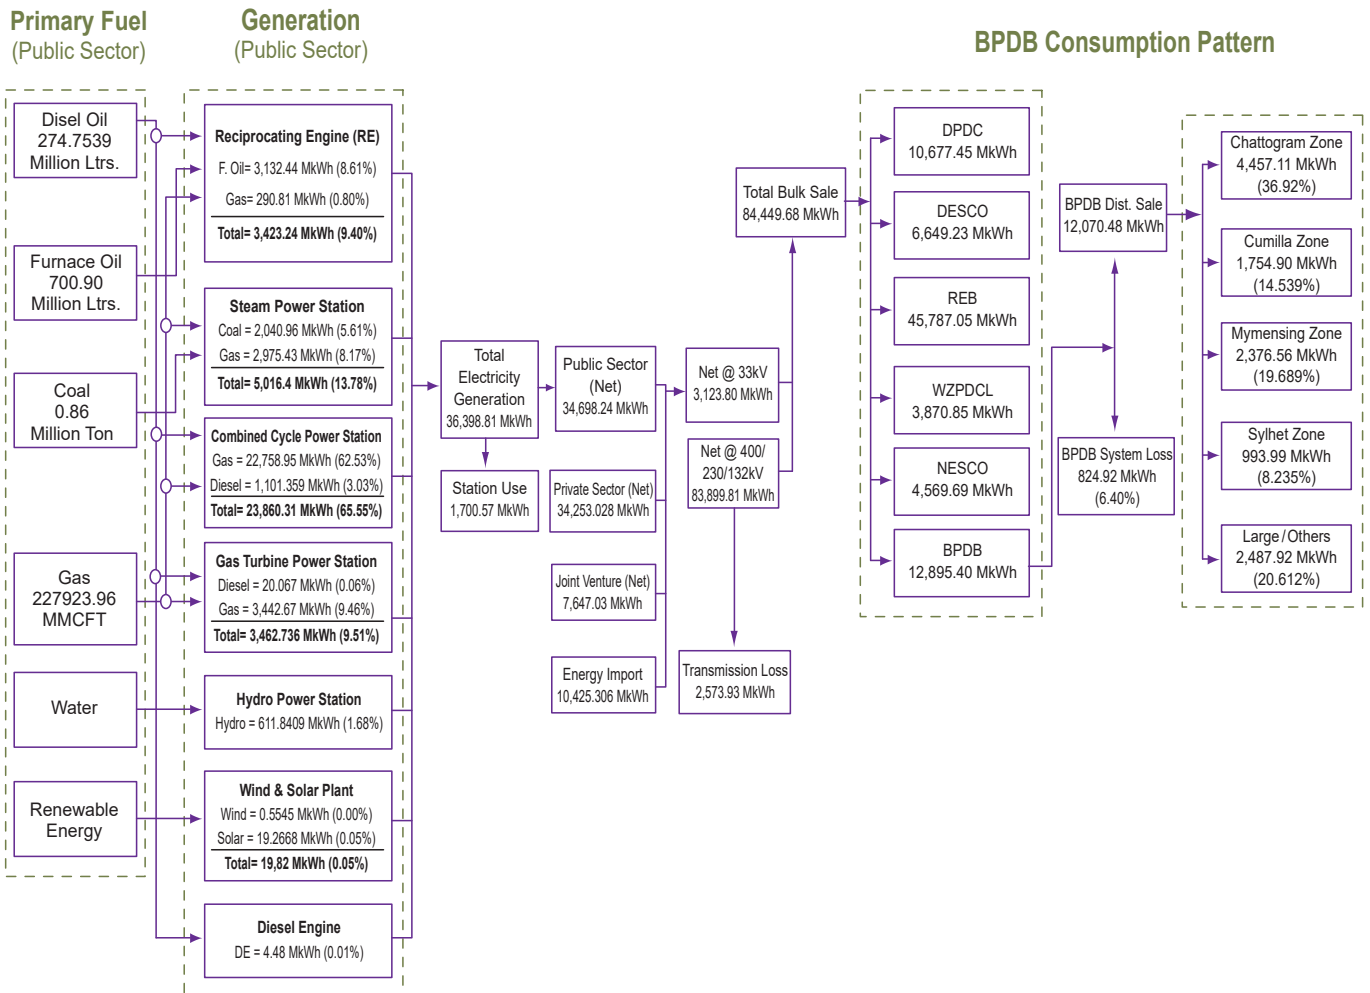 Primary Fuel
(Public Sector)
Disel Oil
274.7539
Million Ltrs.
Furnace Oil
700.90
Million Ltrs.
Coal
0.86
Million Ton
Gas
227923.96
MMCFT
Water
Renewable
Energy
Generation
(Public Sector)
Reciprocating Engine (RE)
F. Oil= 3,132.44 MkWh (8.61%)
Gas= 290.81 MkWh (0.80%)
Total= 3,423.24 MkWh (9.40%)
Steam Power Station
Coal = 2,040.96 MkWh (5.61%)
Gas = 2,975.43 MkWh (8.17%)
Total= 5,016.4 MkWh (13.78%)
Combined Cycle Power Station
Gas = 22,758.95 MkWh (62.53%)
Diesel = 1,101.359 MkWh (3.03%)
Total= 23,860.31 MkWh (65.55%)
Gas Turbine Power Station
Diesel = 20.067 MkWh (0.06%)
Gas = 3,442.67 MkWh (9.46%)
Total= 3,462.736 MkWh (9.51%)
Hydro Power Station
Hydro = 611.8409 MkWh (1.68%)
Wind & Solar Plant
Wind = 0.5545 MkWh (0.00%)
Solar = 19.2668 MkWh (0.05%)
Total= 19,82 MkWh (0.05%)
Diesel Engine
DE = 4.48 MkWh (0.01%)
Total
Electricity
Generation
36,398.81 MkWh
Station Use
1,700.57 MkWh
Public Sector
(Net)
34,698.24 MkWh
Private Sector (Net)
34,253.028 MkWh
Joint Venture (Net)
7,647.03 MkWh
Energy Import
10,425.306 MkWh
Net @ 33kV
3,123.80 MkWh
Net @ 400/
230/132kV
83,899.81 MkWh
Transmission Loss
2,573.93 MkWh
Total Bulk Sale
84,449.68 MkWh
BPDB Consumption Pattern
DPDC
10,677.45 MkWh
DESCO
6,649.23 MkWh
REB
45,787.05 MkWh
WZPDCL
3,870.85 MkWh
NESCO
4,569.69 MkWh
BPDB
12,895.40 MkWh
BPDB Dist. Sale
12,070.48 MkWh
BPDB System Loss
824.92 MkWh
(6.40%)
Chattogram Zone
4,457.11 MkWh
(36.92%)
Cumilla Zone
1,754.90 MkWh
(14.539%)
Mymensing Zone
2,376.56 MkWh
(19.689%)
Sylhet Zone
993.99 MkWh
(8.235%)
Large/Others
2,487.92 MkWh
(20.612%)